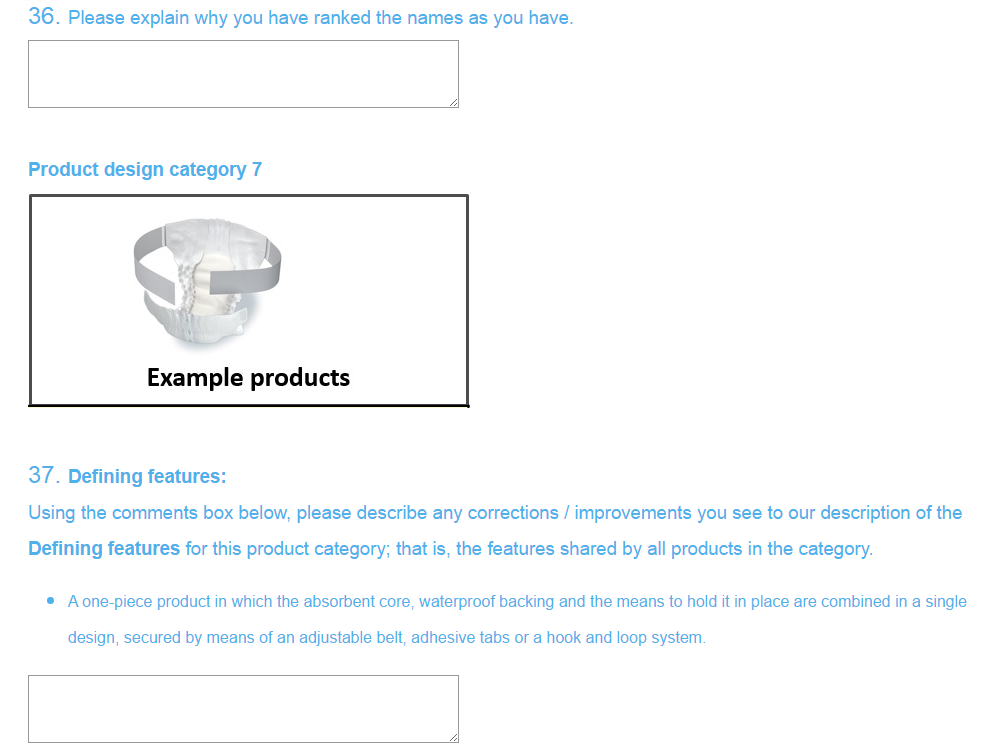 36. Please explain why you have ranked the names as you have.
Product design category 7
Example products
37. Defining features:
Using the comments box below, please describe any corrections / improvements you see to our description of the
Defining features for this product category; that is, the features shared by all products in the category.
• A one-piece product in which the absorbent core, waterproof backing and the means to hold it in place are combined in a single
design, secured by means of an adjustable belt, adhesive tabs or a hook and loop system.